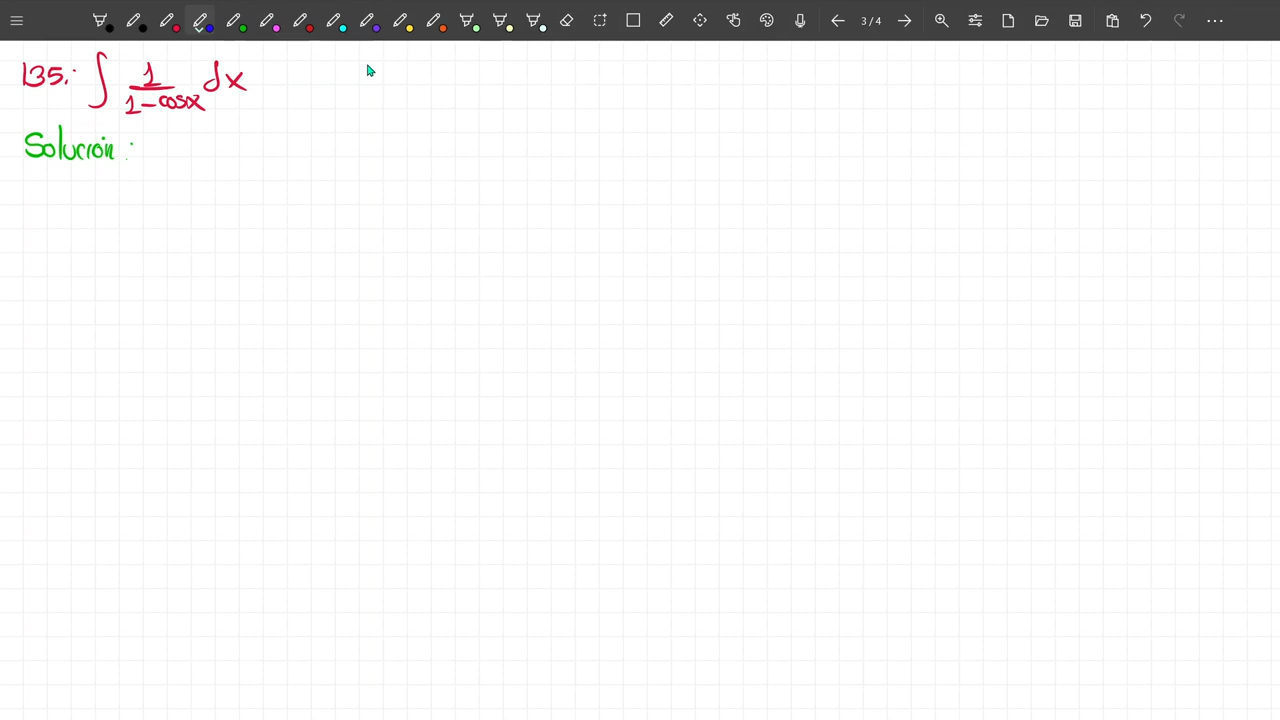 3/4
135.- ∫ 1/(1-cosx) dx
Solución :